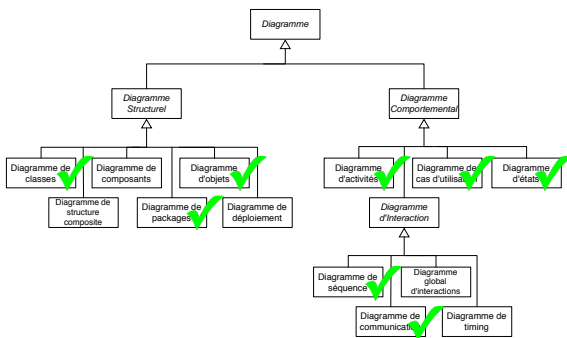 Diagramme
Diagramme
Structurel
Diagramme
Comportemental
Diagramme de
classes
Diagramme de
composants
Diagramme
d'objets
Diagramme de
structure
composite
Diagramme de
packages
Diagramme de
déploiement
Diagramme
d'activités
Diagramme de
cas d'utilisation
Diagramme
d'états
Diagramme
d'Interaction
Diagramme de
séquence
Diagramme
global
d'interactions
Diagramme de
communication
Diagramme de
timing